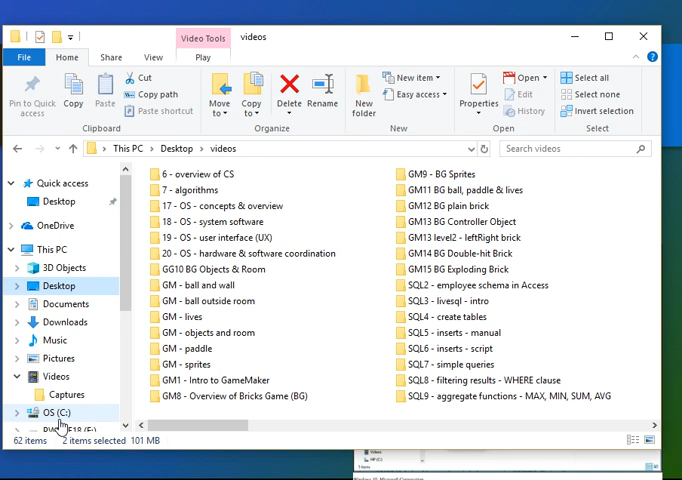 Video Tools videos
File Home Share View Play
Pin to Quick access
Copy
Paste
Cut
Copy path
Paste shortcut
Clipboard
Move to
Copy to
Delete
Rename
Organize
New folder
New item
Easy access
New
Properties
Open
Edit
History
Open
Select all
Select none
Invert selection
Select
This PC > Desktop > videos
Search videos
Quick access
Desktop
OneDrive
This PC
3D Objects
Desktop
Documents
Downloads
Music
Pictures
Videos
Captures
OS (C:)
6 - overview of CS
7 - algorithms
17 - OS - concepts & overview
18 - OS - system software
19 - OS - user interface (UX)
20 - OS - hardware & software coordination
GG10 BG Objects & Room
GM - ball and wall
GM - ball outside room
GM - lives
GM - objects and room
GM - paddle
GM - sprites
GM1 - Intro to GameMaker
GM8 - Overview of Bricks Game (BG)
GM9 - BG Sprites
GM11 BG ball, paddle & lives
GM12 BG plain brick
GM13 BG Controller Object
GM13 level2 - leftRight brick
GM14 BG Double-hit Brick
GM15 BG Exploding Brick
SQL2 - employee schema in Access
SQL3 - livesql - intro
SQL4 - create tables
SQL5 - inserts - manual
SQL6 - inserts - script
SQL7 - simple queries
SQL8 - filtering results - WHERE clause
SQL9 - aggregate functions - MAX, MIN, SUM, AVG
62 items 2 items selected 101 MB